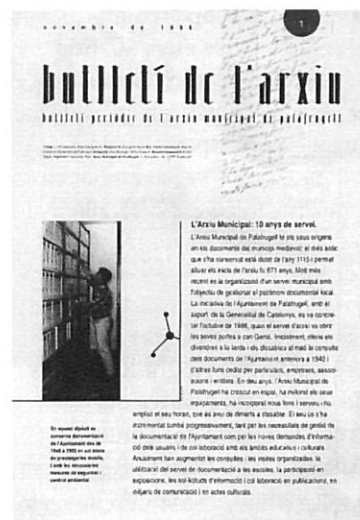 novembre de 1996
1
butlletí de l'arxiu
butlletí periòdic de l'arxiu municipal de palafrugell
L'Arxiu Municipal: 10 anys de servei.
L'Arxiu Municipal de Palafrugell té els seus orígens
en els documents del municipi medieval; el més antic
que s'ha conservat està datat de l'any 1115 i permet
situar els inicis de l'arxiu fa 871 anys. Molt més
recent és la organització d'un servei municipal amb
l'objectiu de gestionar el patrimoni documental local.
La iniciativa de l'Ajuntament de Palafrugell, amb el
suport de la Generalitat de Catalunya, es va concre-
tar l'octubre de 1986, quan el servei d'arxiu va obrir
les seves portes a can Genís. Inicialment, oferia els
divendres a la tarda i els dissabtes al matí la consulta
dels documents de l'Ajuntament anteriors a 1940 i
d'altres fons cedits per particulars, empreses, associ-
acions i entitats. En deu anys, l'Arxiu Municipal de
Palafrugell ha crescut en espai, ha millorat els seus
equipaments, ha incorporat nous fons i serveis i ha
ampliat el seu horari, que és avui de dimarts a dissabte. El seu ús s'ha
incrementat també progressivament, tant per les necessitats de gestió de
la documentació de l'Ajuntament com per les noves demandes d'informa-
ció dels usuaris i de col·laboració amb els àmbits educatius i culturals.
Anualment han augmentat les consultes i les visites organitzades, la
utilització del servei de documentació a les escoles, la participació en
exposicions, les sol·licituds d'informació i col·laboració en publicacions, en
mitjans de comunicació i en actes culturals.
En aquest dipòsit es
conserva documentació
de l'Ajuntament des de
1940 a 1980 en set blocs
de prestatgeries mòbils,
i amb les necessàries
mesures de seguretat i
control ambiental.